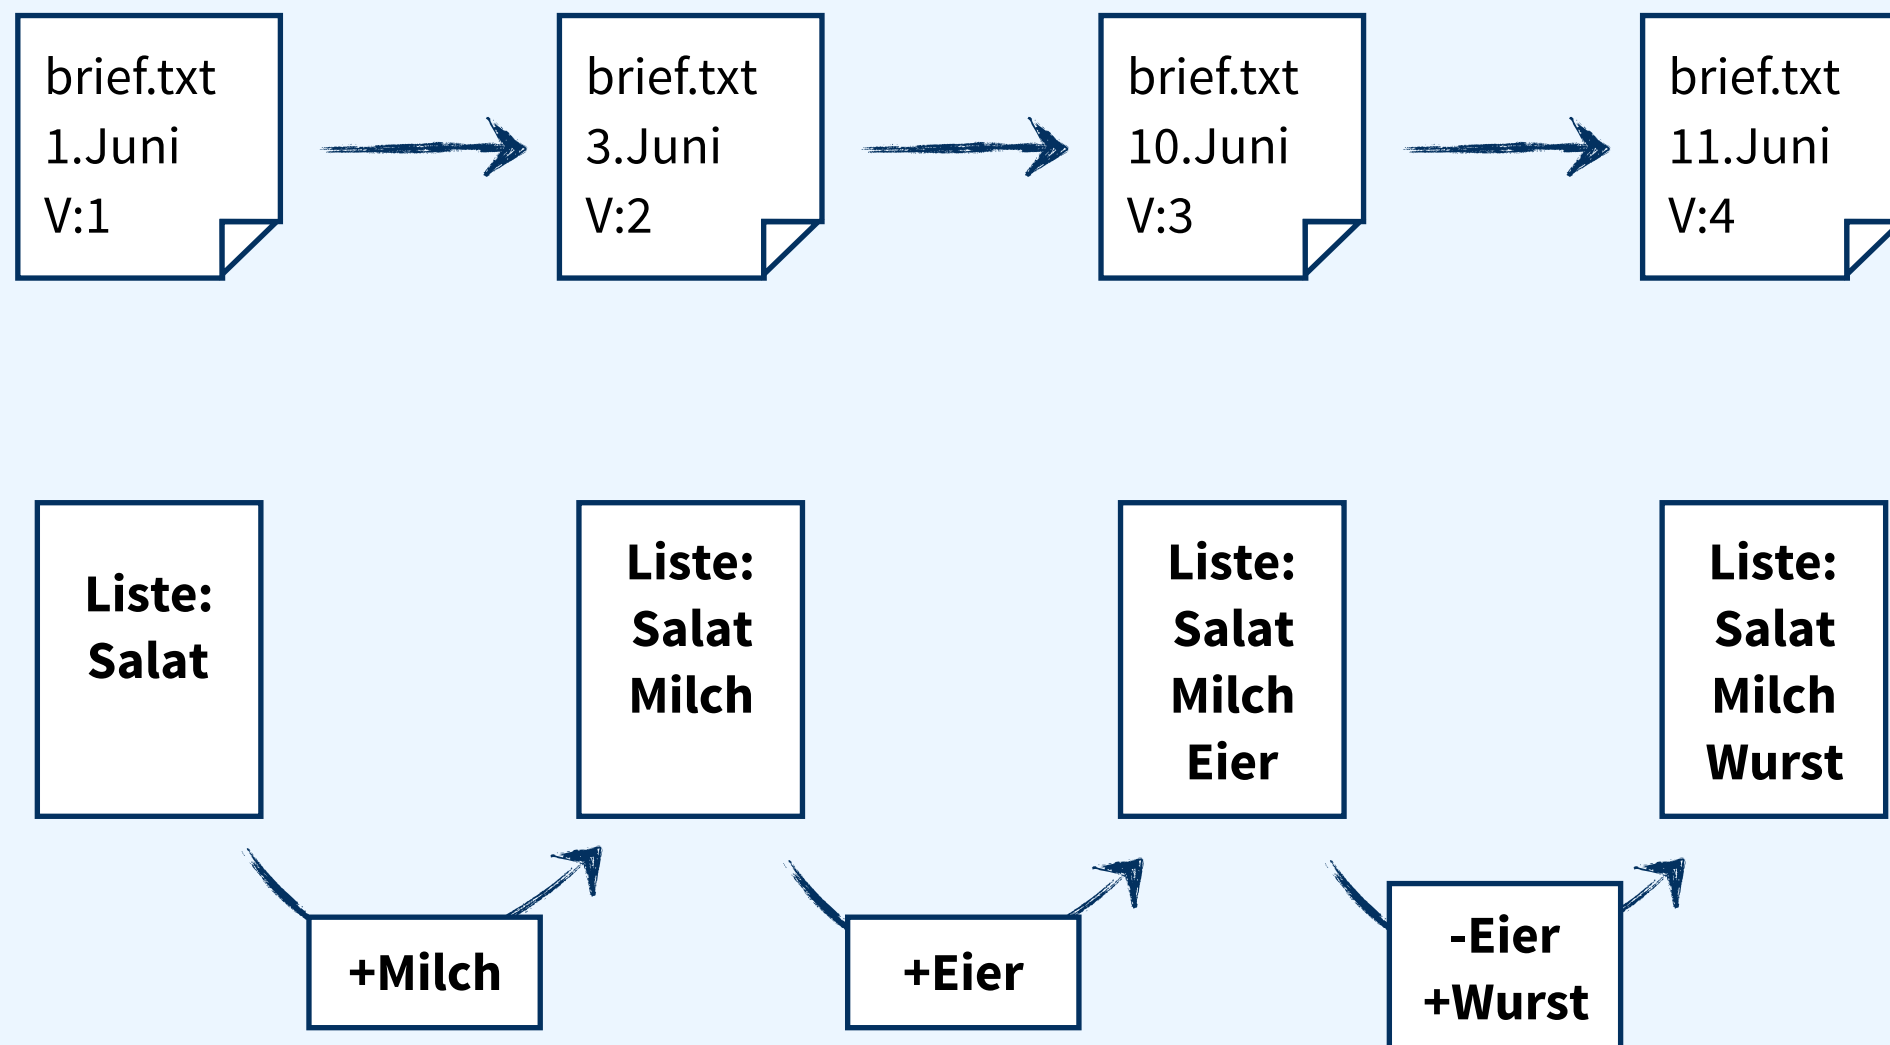 brief.txt
1.Juni
V:1
brief.txt
3.Juni
V:2
brief.txt
10.Juni
V:3
brief.txt
11.Juni
V:4
Liste:
Salat
Liste:
Salat
Milch
Liste:
Salat
Milch
Eier
Liste:
Salat
Milch
Wurst
+Milch
+Eier
-Eier
+Wurst